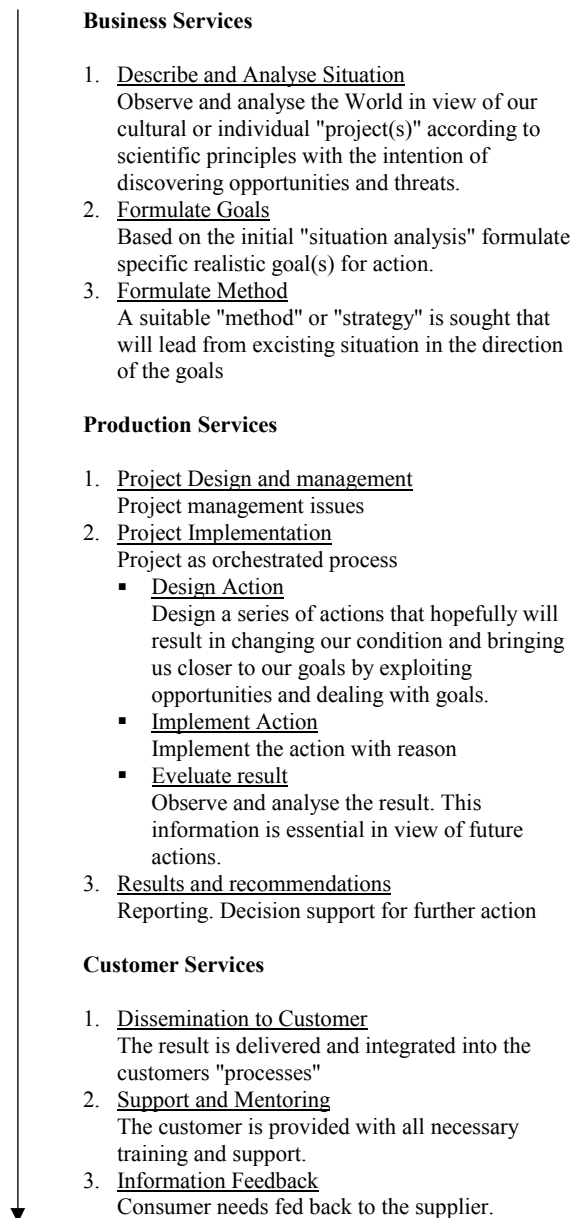 Business Services
1. Describe and Analyse Situation
Observe and analyse the World in view of our
cultural or individual "project(s)" according to
scientific principles with the intention of
discovering opportunities and threats.
2. Formulate Goals
Based on the initial "situation analysis" formulate
specific realistic goal(s) for action.
3. Formulate Method
A suitable "method" or "strategy" is sought that
will lead from excisting situation in the direction
of the goals
Production Services
1. Project Design and management
Project management issues
2. Project Implementation
Project as orchestrated process
▪ Design Action
Design a series of actions that hopefully will
result in changing our condition and bringing
us closer to our goals by exploiting
opportunities and dealing with goals.
▪ Implement Action
Implement the action with reason
▪ Eveluate result
Observe and analyse the result. This
information is essential in view of future
actions.
3. Results and recommendations
Reporting. Decision support for further action
Customer Services
1. Dissemination to Customer
The result is delivered and integrated into the
customers "processes"
2. Support and Mentoring
The customer is provided with all necessary
training and support.
3. Information Feedback
Consumer needs fed back to the supplier.